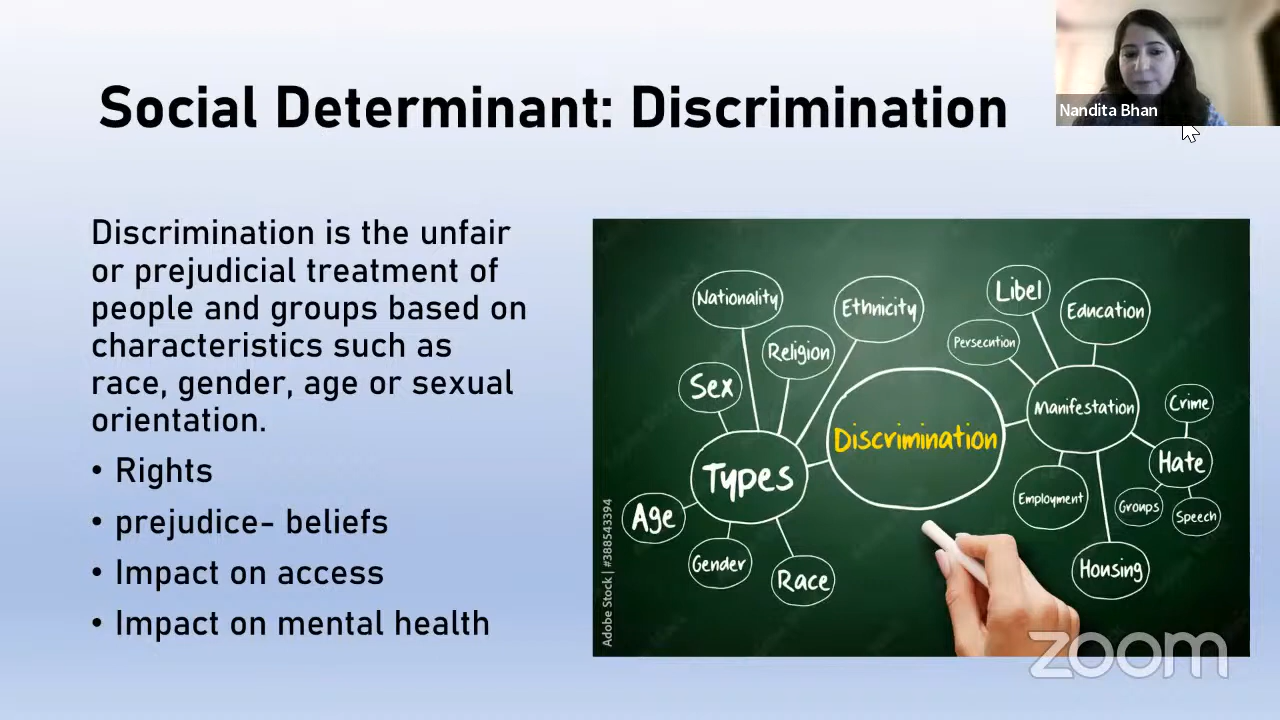 Social Determinant: Discrimination
Nandita Bhan
Discrimination is the unfair
or prejudicial treatment of
people and groups based on
characteristics such as
race, gender, age or sexual
orientation.
• Rights
• prejudice- beliefs
• Impact on access
• Impact on mental health
Nationality
Ethnicity
Religion
Sex
Types
Age
Gender
Race
Discrimination
Libel
Education
Persecution
Manifestation
Crime
Hate
Employment
Groups
Speech
Housing
Adobe Stock | #388543394
zoom